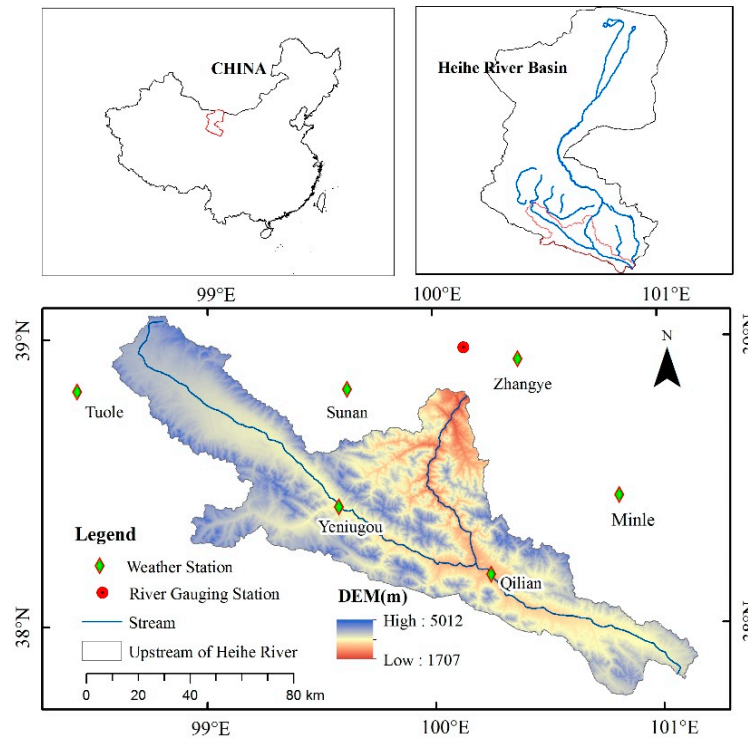 CHINA
Heihe River Basin
99°E
100°E
101°E
39°N
39°N
N
Zhangye
Tuole
Sunan
Minle
Yeniugou
Qilian
Legend
Weather Station
River Gauging Station
Stream
Upstream of Heihe River
DEM(m)
High : 5012
Low : 1707
38°N
38°N
0 20 40 60 80 km
99°E
100°E
101°E